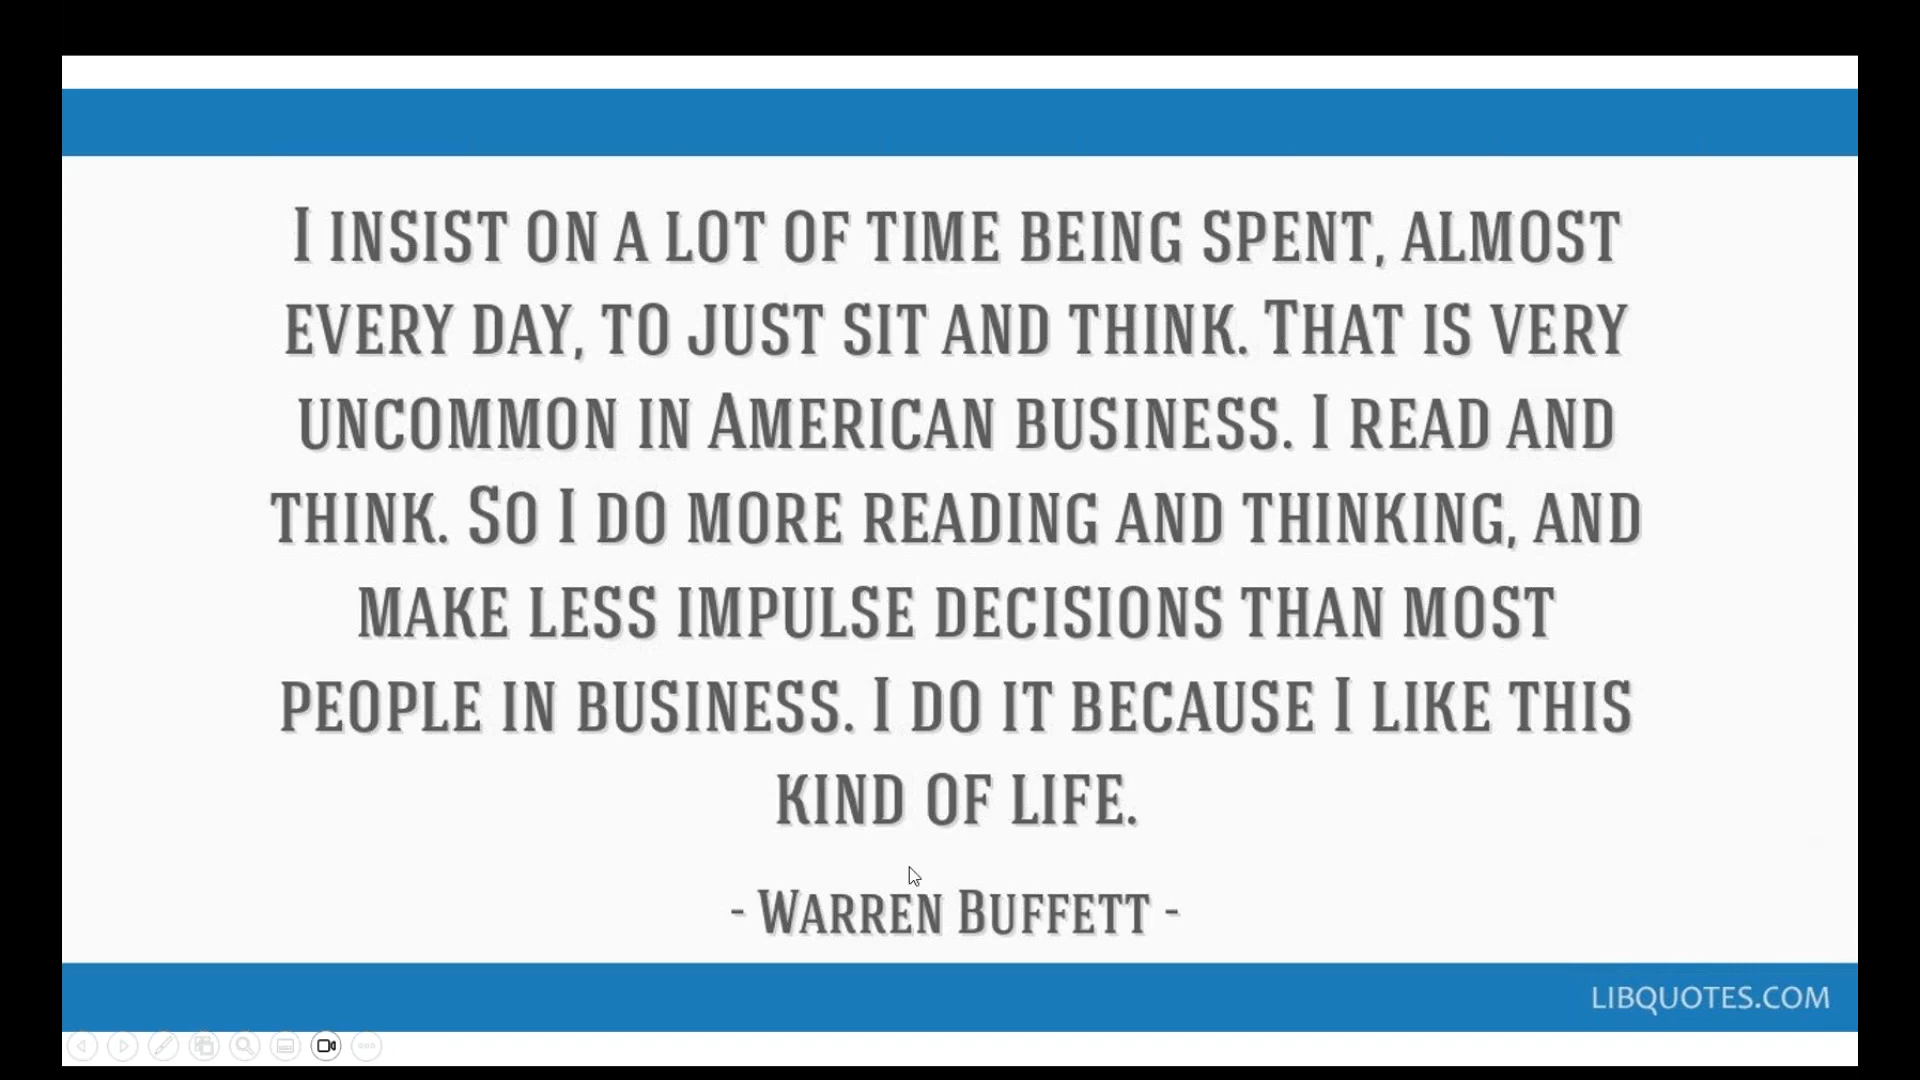 I INSIST ON A LOT OF TIME BEING SPENT, ALMOST
EVERY DAY, TO JUST SIT AND THINK. THAT IS VERY
UNCOMMON IN AMERICAN BUSINESS. I READ AND
THINK. SO I DO MORE READING AND THINKING, AND
MAKE LESS IMPULSE DECISIONS THAN MOST
PEOPLE IN BUSINESS. I DO IT BECAUSE I LIKE THIS
KIND OF LIFE.
- WARREN BUFFETT -
LIBQUOTES.COM